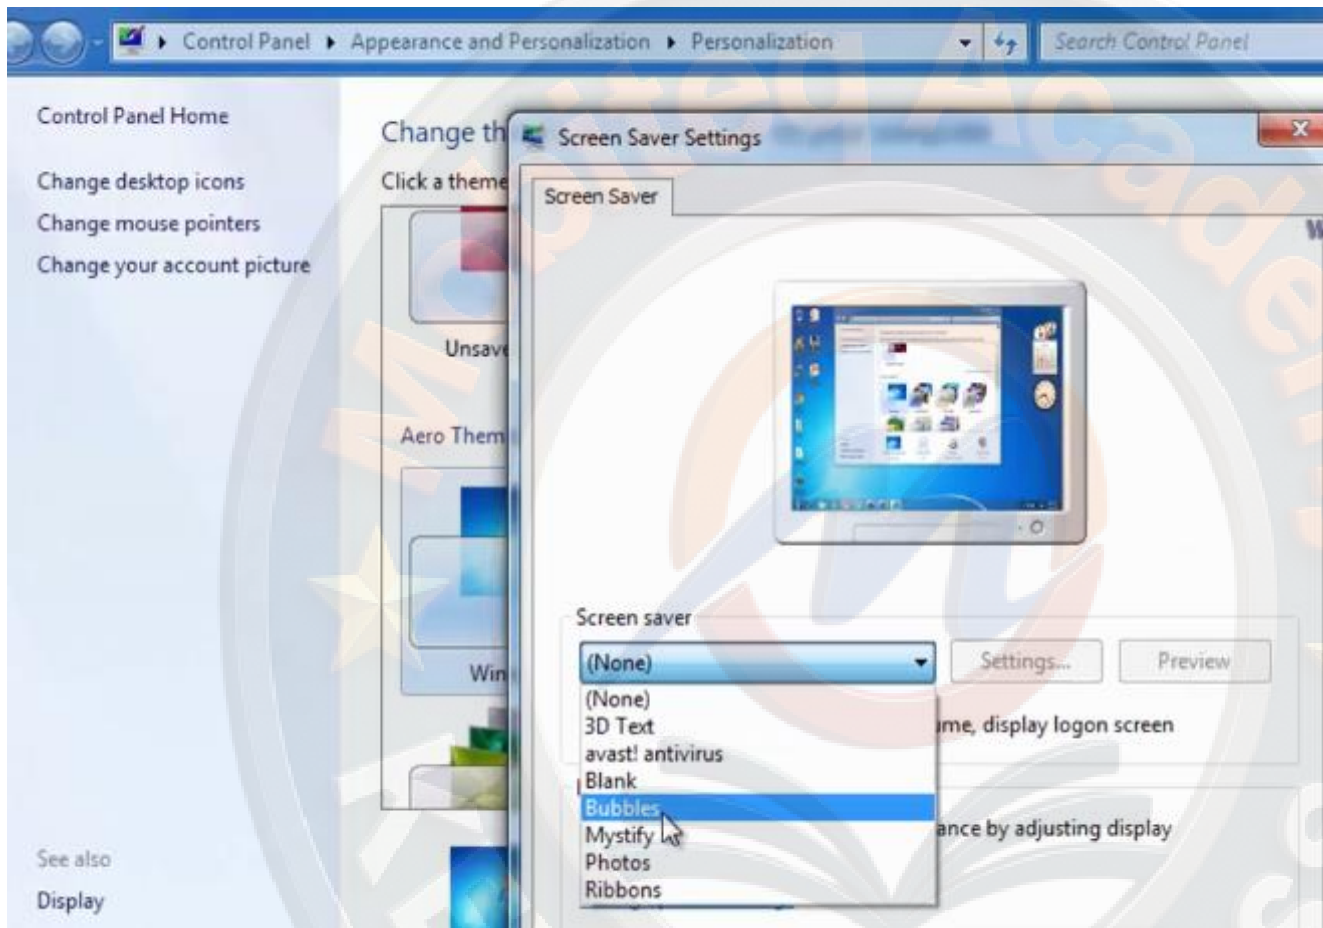 Control Panel ▸ Appearance and Personalization ▸ Personalization
Search Control Panel
Control Panel Home
Change desktop icons
Change mouse pointers
Change your account picture
See also
Display
Change th
Click a theme
Unsave
Aero Them
Win
Screen Saver Settings
Screen Saver
W
Screen saver
(None)
Settings...
Preview
(None)
3D Text
avast! antivirus
Blank
Bubbles
Mystify
Photos
Ribbons
ume, display logon screen
ance by adjusting display